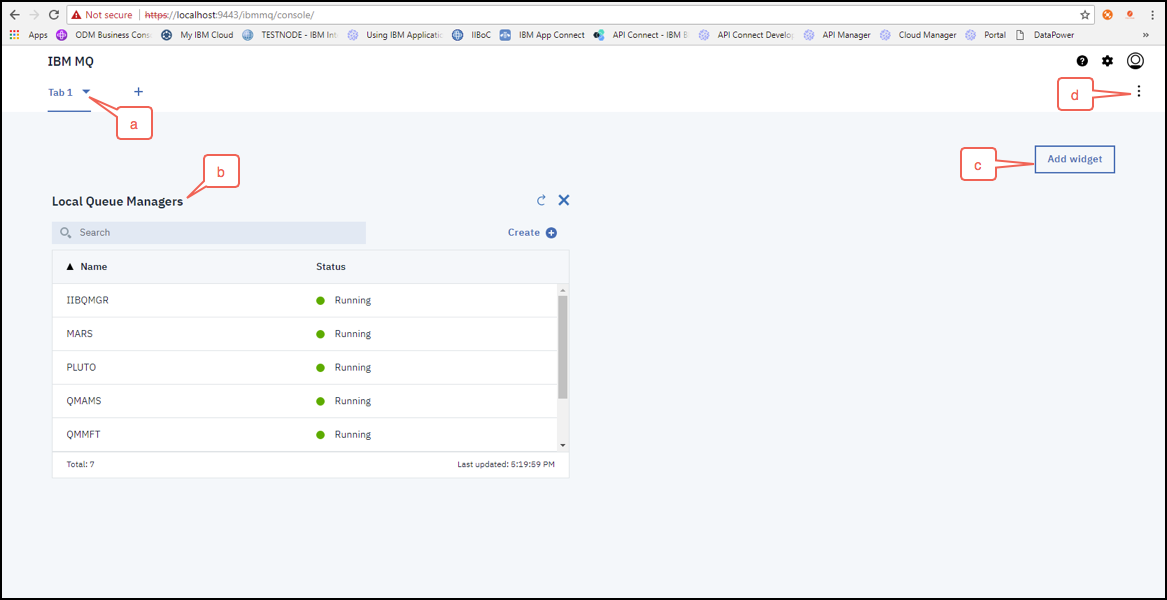 Not secure | https://localhost:9443/ibmmq/console/
Apps ODM Business Cons My IBM Cloud TESTNODE - IBM Int Using IBM Applicatio IIBoC IBM App Connect API Connect - IBM B API Connect Develop API Manager Cloud Manager Portal DataPower »
IBM MQ
Tab 1 +
d
a
Add widget
c
b
Local Queue Managers
Search
Create
Name Status
IIBQMGR Running
MARS Running
PLUTO Running
QMAMS Running
QMMFT Running
Total: 7 Last updated: 5:19:59 PM